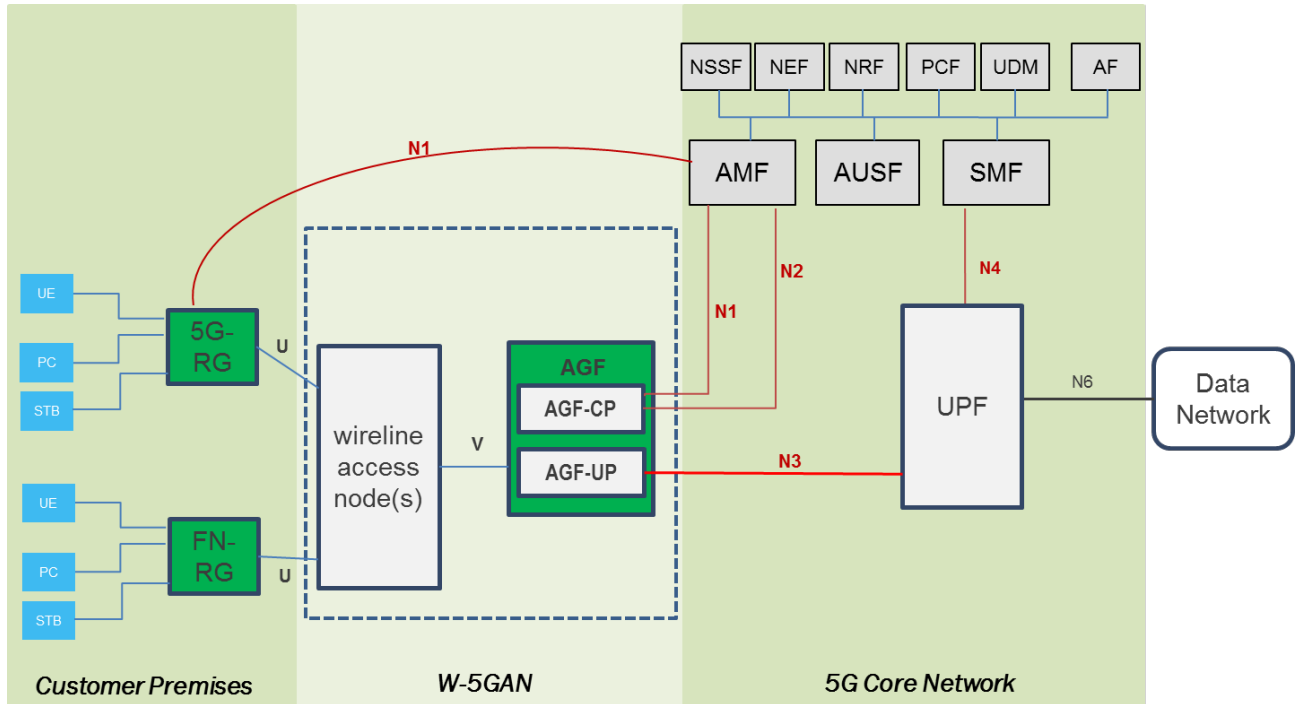 NSSF
NEF
NRF
PCF
UDM
AF
N1
AMF
AUSF
SMF
N2
N4
N1
UE
PC
STB
5G-
RG
U
wireline
access
node(s)
V
AGF
AGF-CP
AGF-UP
N3
UPF
N6
Data
Network
UE
PC
STB
FN-
RG
U
Customer Premises
W-5GAN
5G Core Network